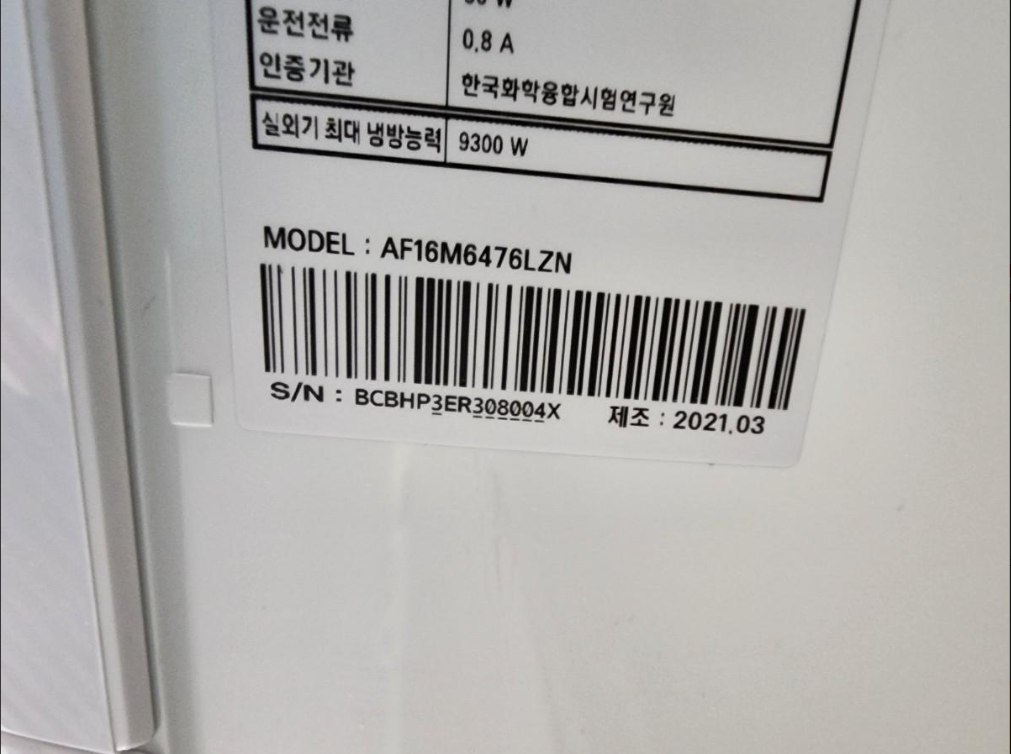 운전전류 0.8 A
인증기관 한국화학융합시험연구원
실외기 최대 냉방능력 9300 W
MODEL : AF16M6476LZN
S/N : BCBHP3ER308004X 제조 : 2021.03